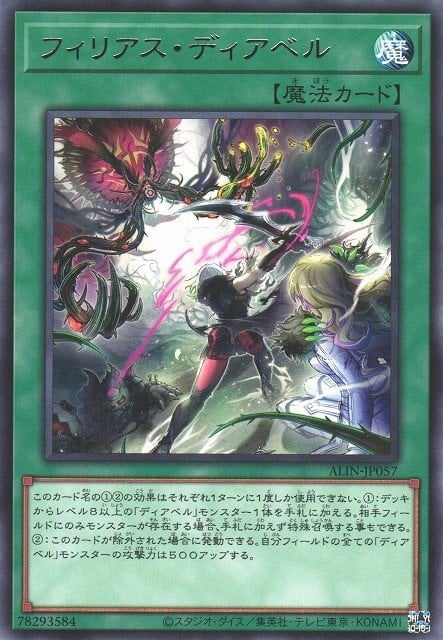 フィリアス・ディアベル
魔
【魔法カード】
ALIN-JP057
このカード名の①②の効果はそれぞれ1ターンに1度しか使用できない。①:デッキ
からレベル8以上の「ディアベル」モンスター1体を手札に加える。相手フィ
ールドにのみモンスターが存在する場合、手札に加えず特殊召喚する事もできる。
②:このカードが除外された場合に発動できる。自分フィールドの全ての「ディア
ベル」モンスターの攻撃力は500アップする。
78293584
©スタジオ・ダイス/集英社・テレビ東京・KONAMI